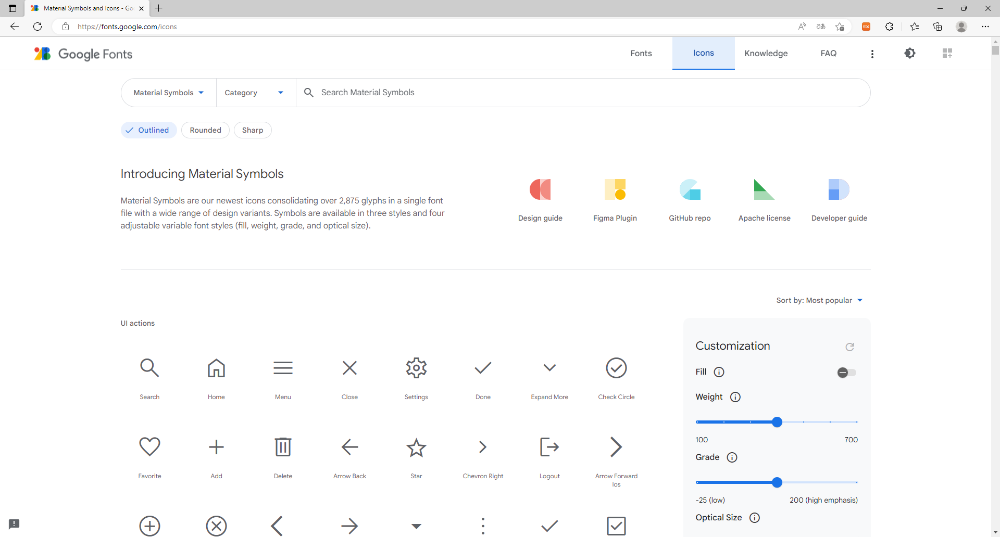 Material Symbols and Icons - Go
https://fonts.google.com/icons
Google Fonts
Fonts
Icons
Knowledge
FAQ
Material Symbols
Category
Search Material Symbols
Outlined
Rounded
Sharp
Introducing Material Symbols
Material Symbols are our newest icons consolidating over 2,875 glyphs in a single font
file with a wide range of design variants. Symbols are available in three styles and four
adjustable variable font styles (fill, weight, grade, and optical size).
Design guide
Figma Plugin
GitHub repo
Apache license
Developer guide
Sort by: Most popular
UI actions
Search
Home
Menu
Close
Settings
Done
Expand More
Check Circle
Favorite
Add
Delete
Arrow Back
Star
Chevron Right
Logout
Arrow Forward
Ios
Customization
Fill
Weight
100
700
Grade
-25 (low)
200 (high emphasis)
Optical Size